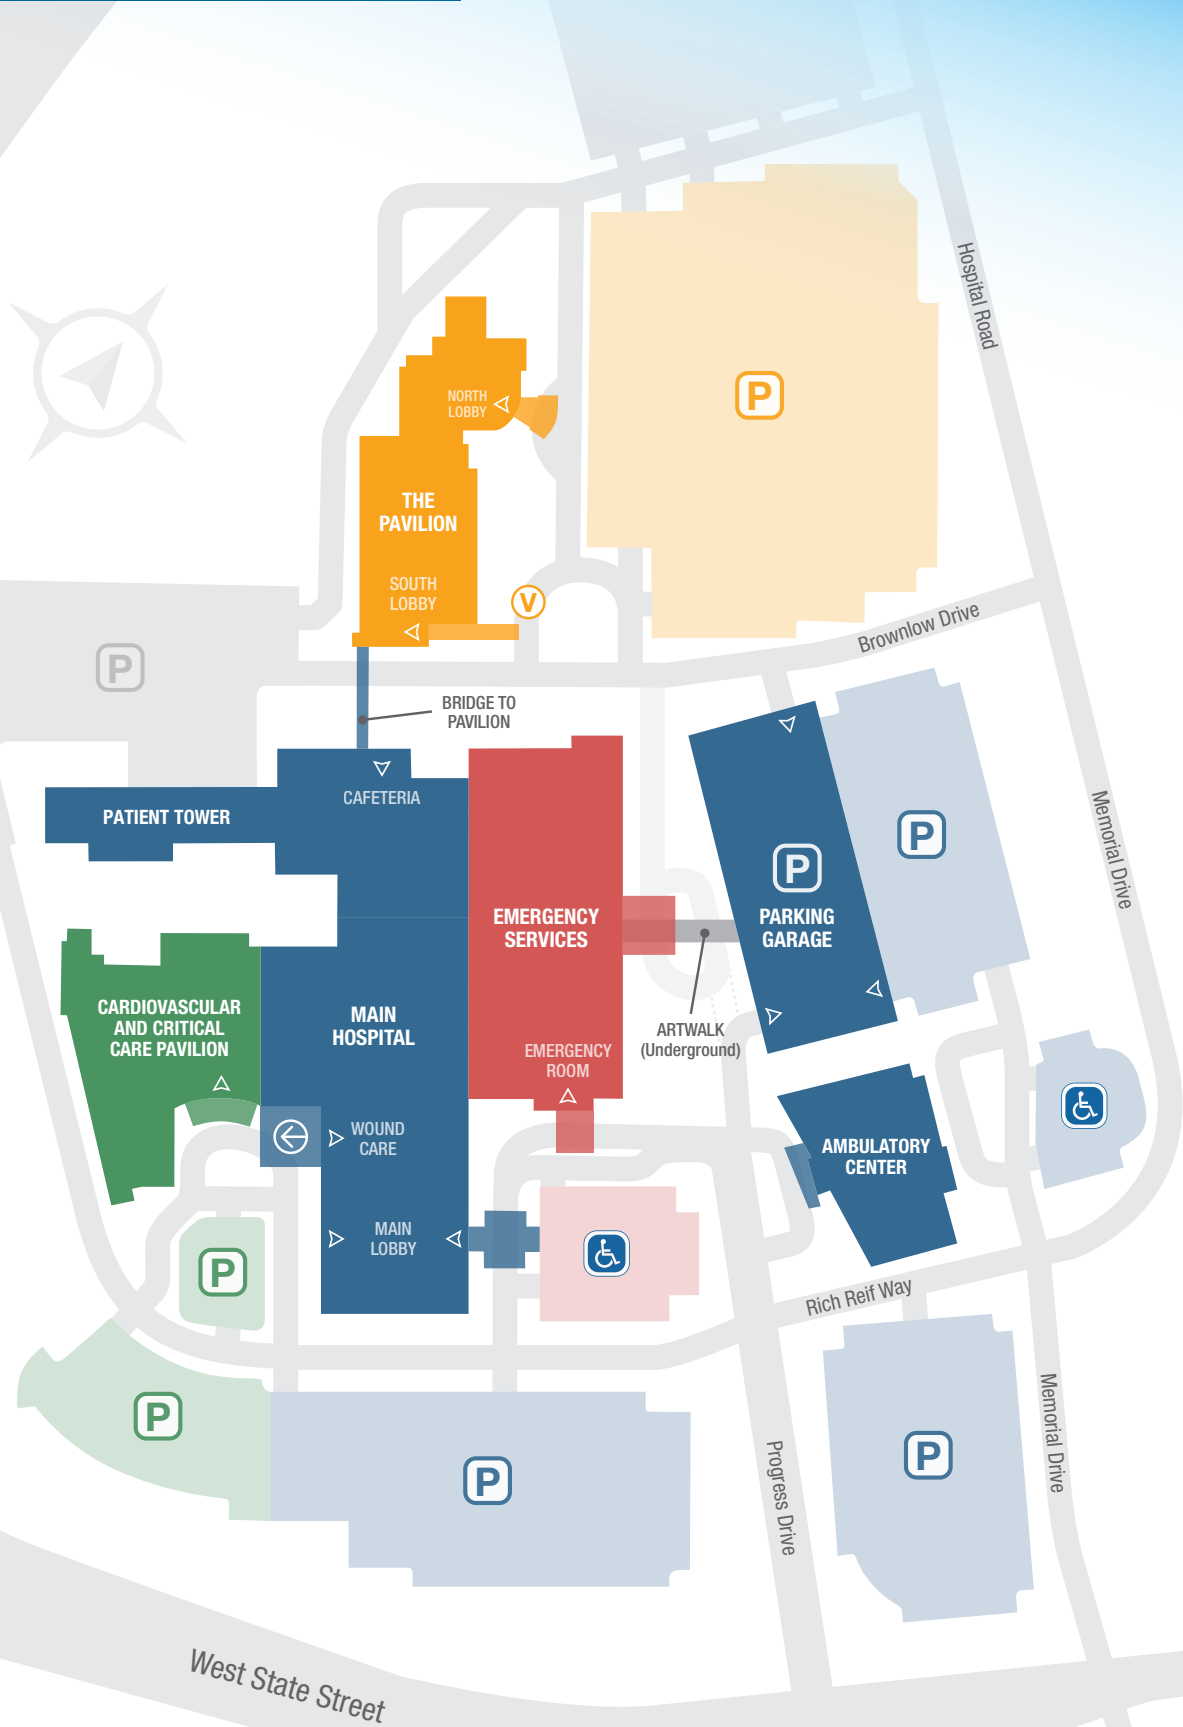 Hospital Road
P
NORTH
LOBBY
THE
PAVILION
SOUTH
LOBBY
V
Brownlow Drive
P
BRIDGE TO
PAVILION
CAFETERIA
PATIENT TOWER
Memorial Drive
P
P
PARKING
GARAGE
EMERGENCY
SERVICES
CARDIOVASCULAR
AND CRITICAL
CARE PAVILION
MAIN
HOSPITAL
ARTWALK
(Underground)
EMERGENCY
ROOM
WOUND
CARE
AMBULATORY
CENTER
MAIN
LOBBY
P
Rich Reif Way
P
P
P
Memorial Drive
Progress Drive
West State Street